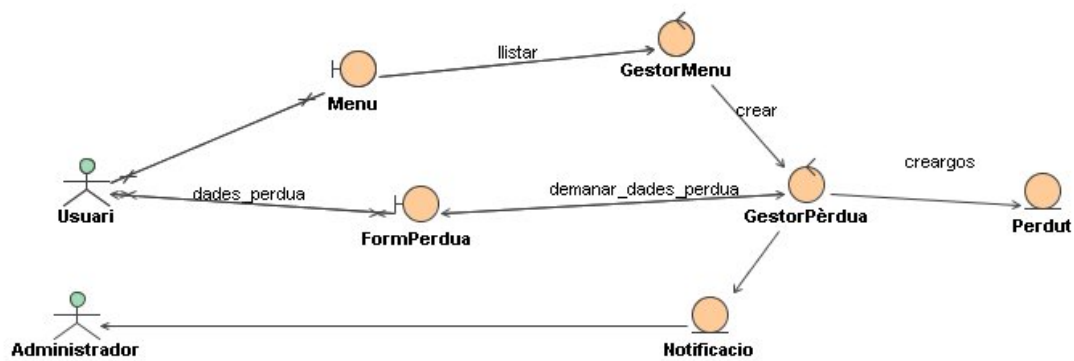 llistar
GestorMenu
Menu
crear
creargos
dades_perdua
demanar_dades_perdua
Usuari
FormPerdua
GestorPèrdua
Perdut
Administrador
Notificacio